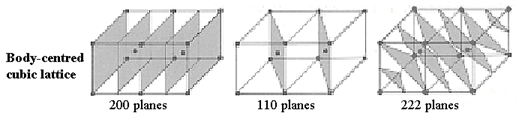 Body-centred
cubic lattice
200 planes
110 planes
222 planes